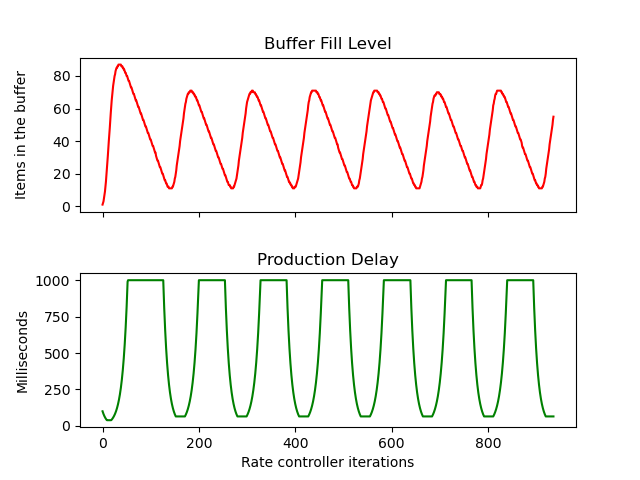 Buffer Fill Level
Items in the buffer
80
60
40
20
0
Production Delay
Milliseconds
1000
750
500
250
0
0 200 400 600 800
Rate controller iterations